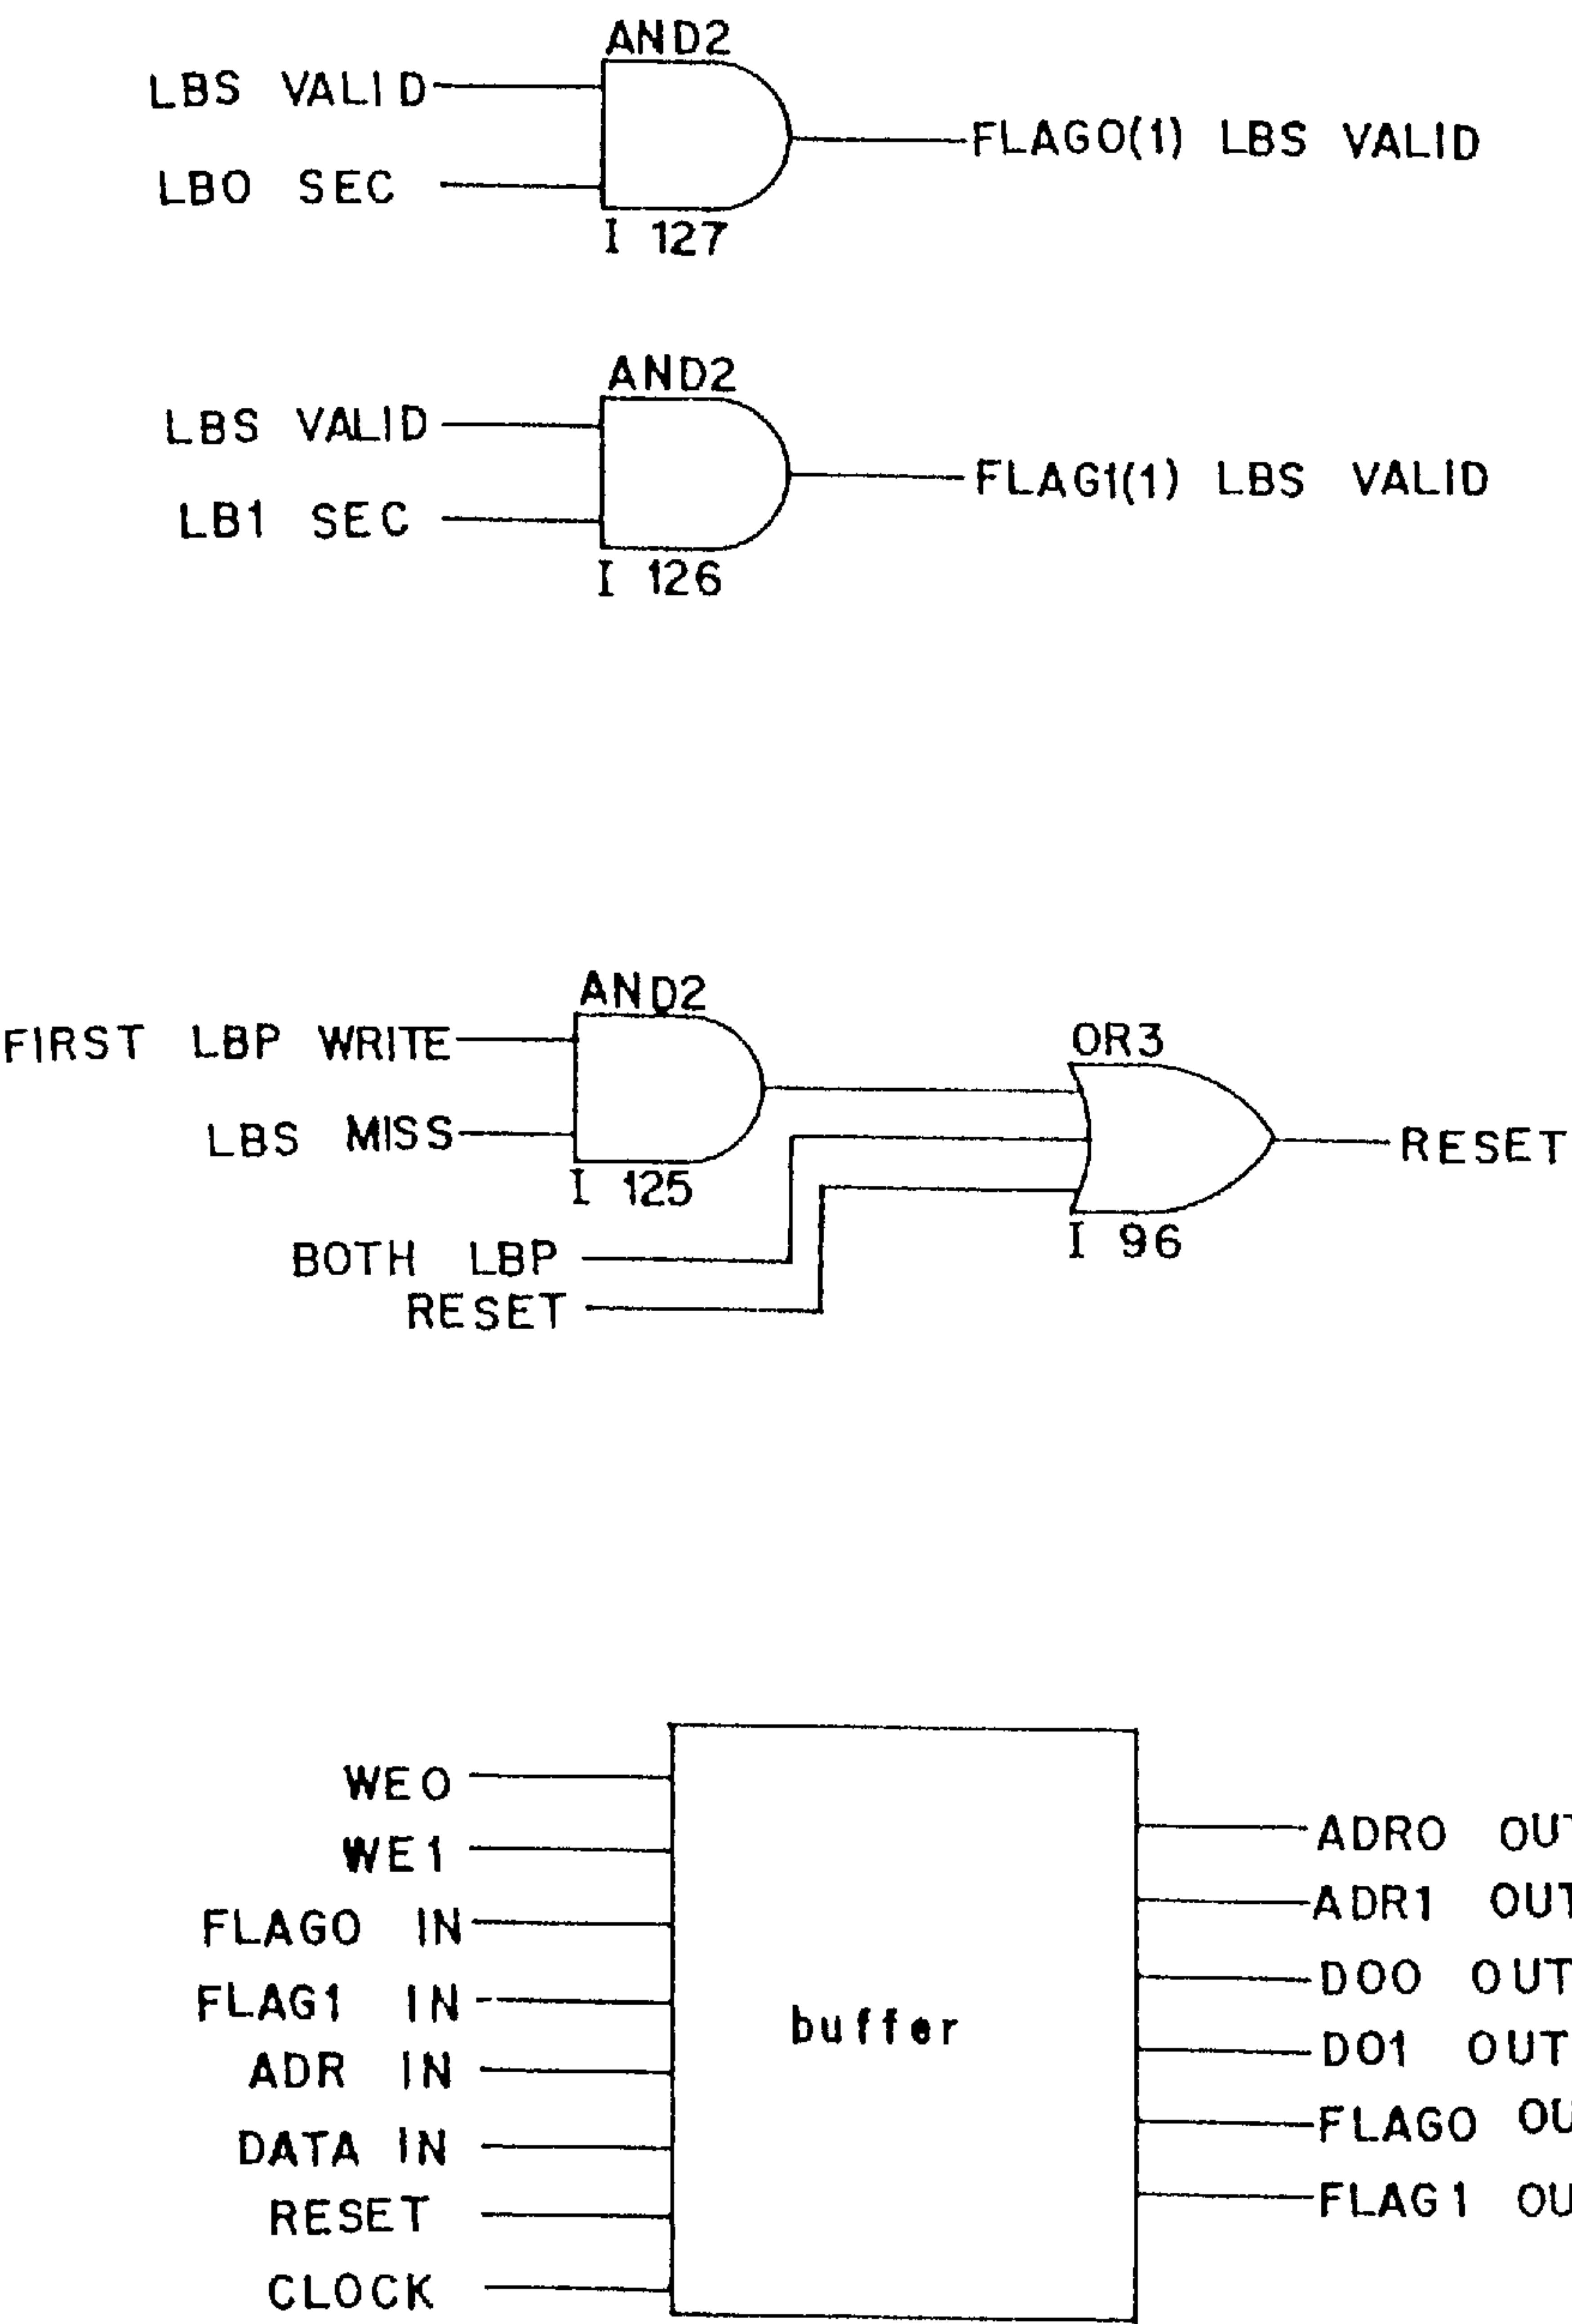 AND2
LBS VALID
FLAG0(1) LBS VALID
LB0 SEC
I 127
AND2
LBS VALID
FLAG1(1) LBS VALID
LB1 SEC
I 126
AND2
FIRST LBP WRITE
OR3
LBS MISS
RESET
I 125
I 96
BOTH LBP
RESET
WE0
ADR0 OUT
WE1
ADR1 OUT
FLAG0 IN
DO0 OUT
FLAG1 IN
buffer
DO1 OUT
ADR IN
FLAG0 OU
DATA IN
FLAG1 OU
RESET
CLOCK